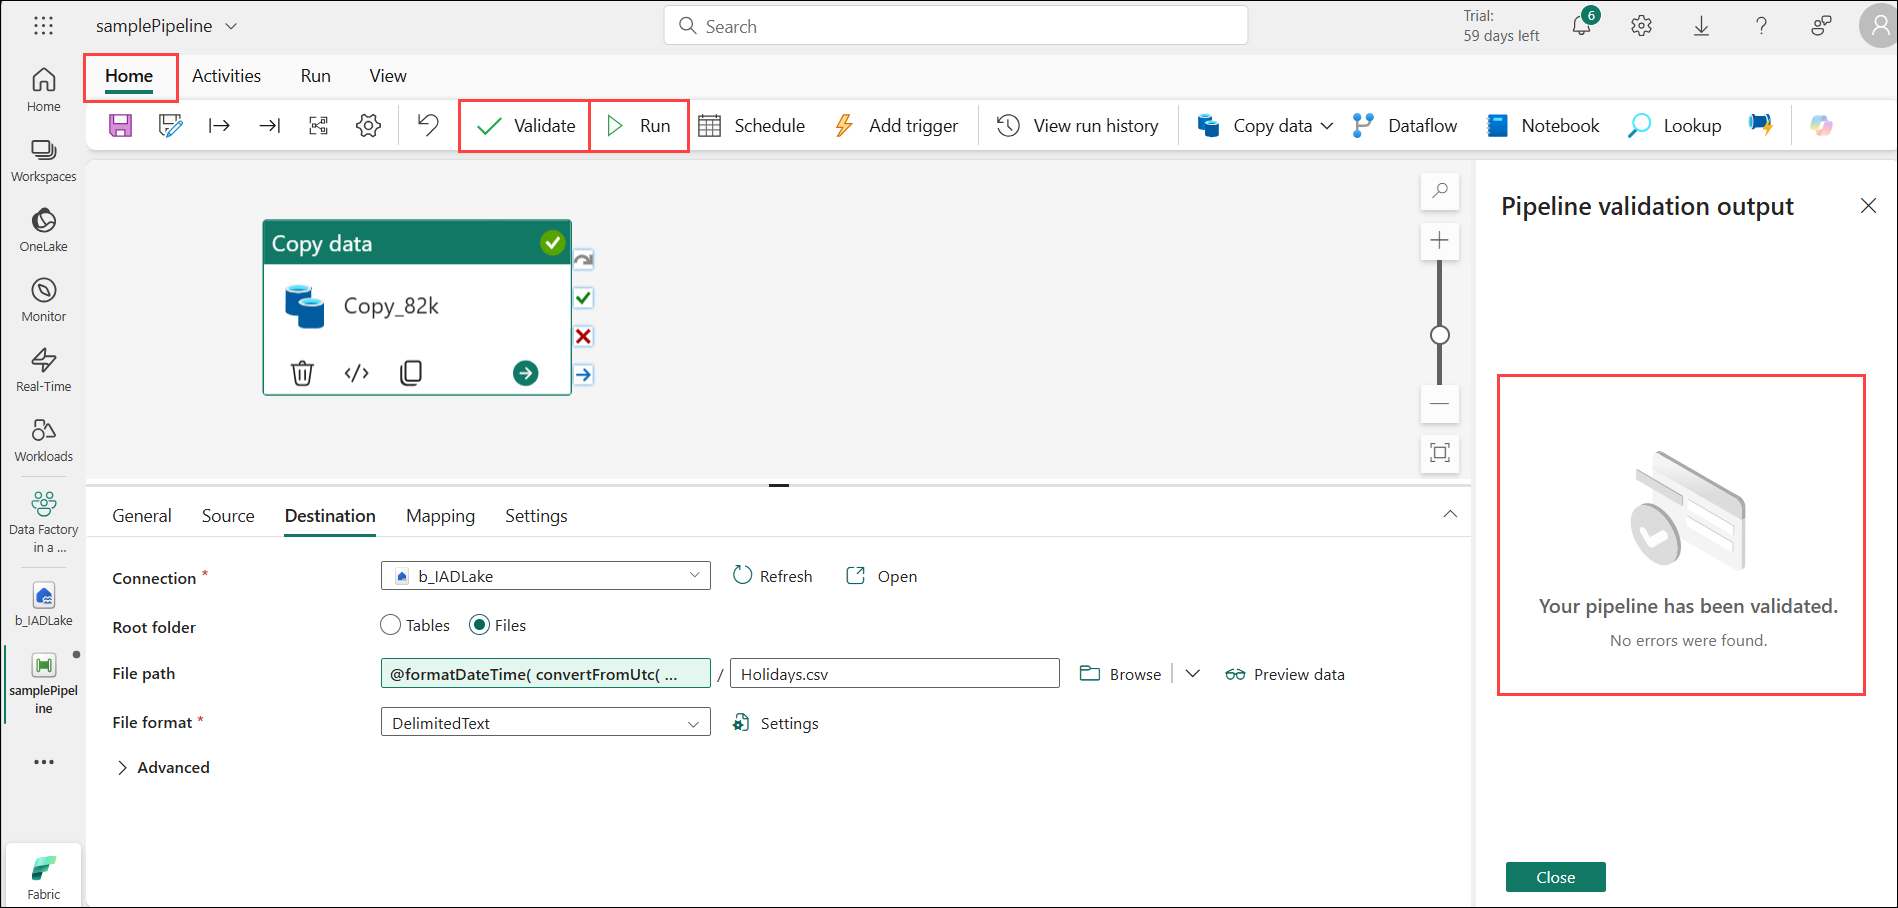 samplePipeline
Search
Trial:
59 days left
6
Home
Activities
Run
View
Validate
Run
Schedule
Add trigger
View run history
Copy data
Dataflow
Notebook
Lookup
Home
Workspaces
OneLake
Monitor
Real-Time
Workloads
Data Factory
in a ...
b_IADLake
samplePipel
ine
Fabric
Copy data
Copy_82k
General
Source
Destination
Mapping
Settings
Connection *
b_IADLake
Refresh
Open
Root folder
Tables
Files
File path
@formatDateTime( convertFromUtc( ...
/
Holidays.csv
Browse
Preview data
File format *
DelimitedText
Settings
Advanced
Pipeline validation output
Your pipeline has been validated.
No errors were found.
Close